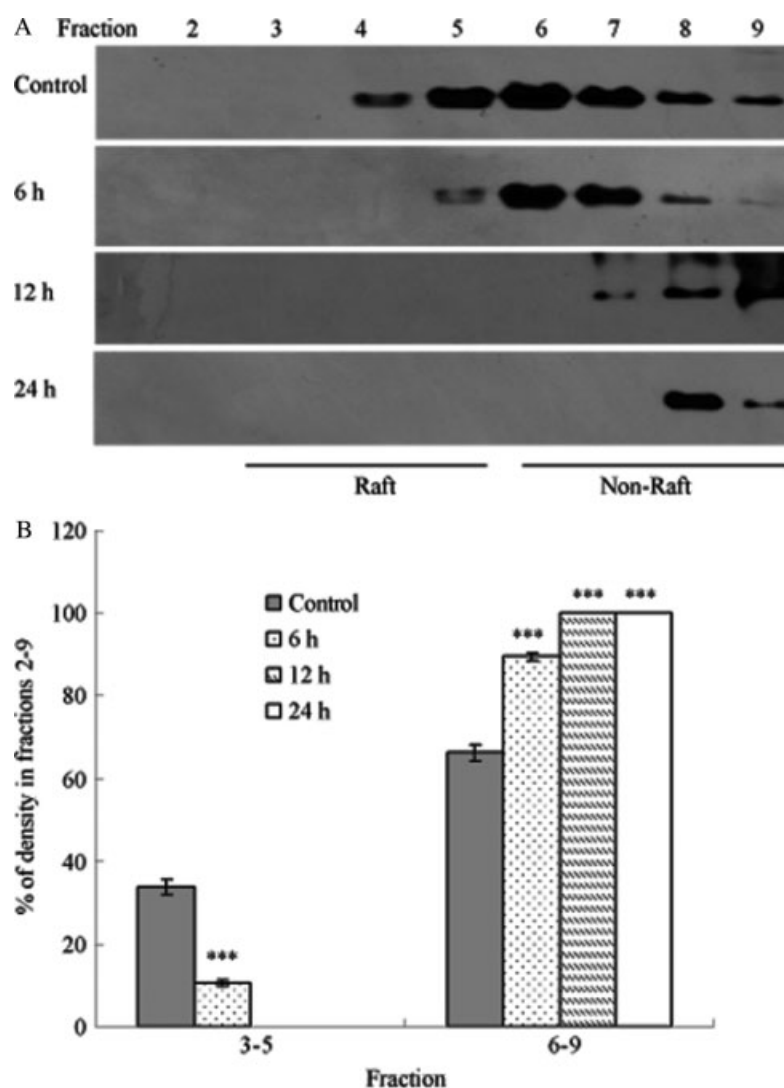 A Fraction 2 3 4 5 6 7 8 9
Control
6 h
12 h
24 h
Raft Non-Raft
B
% of density in fractions 2-9
120
100
80
60
40
20
0
Control
6 h
12 h
24 h
***
***
*** ***
3-5 6-9
Fraction